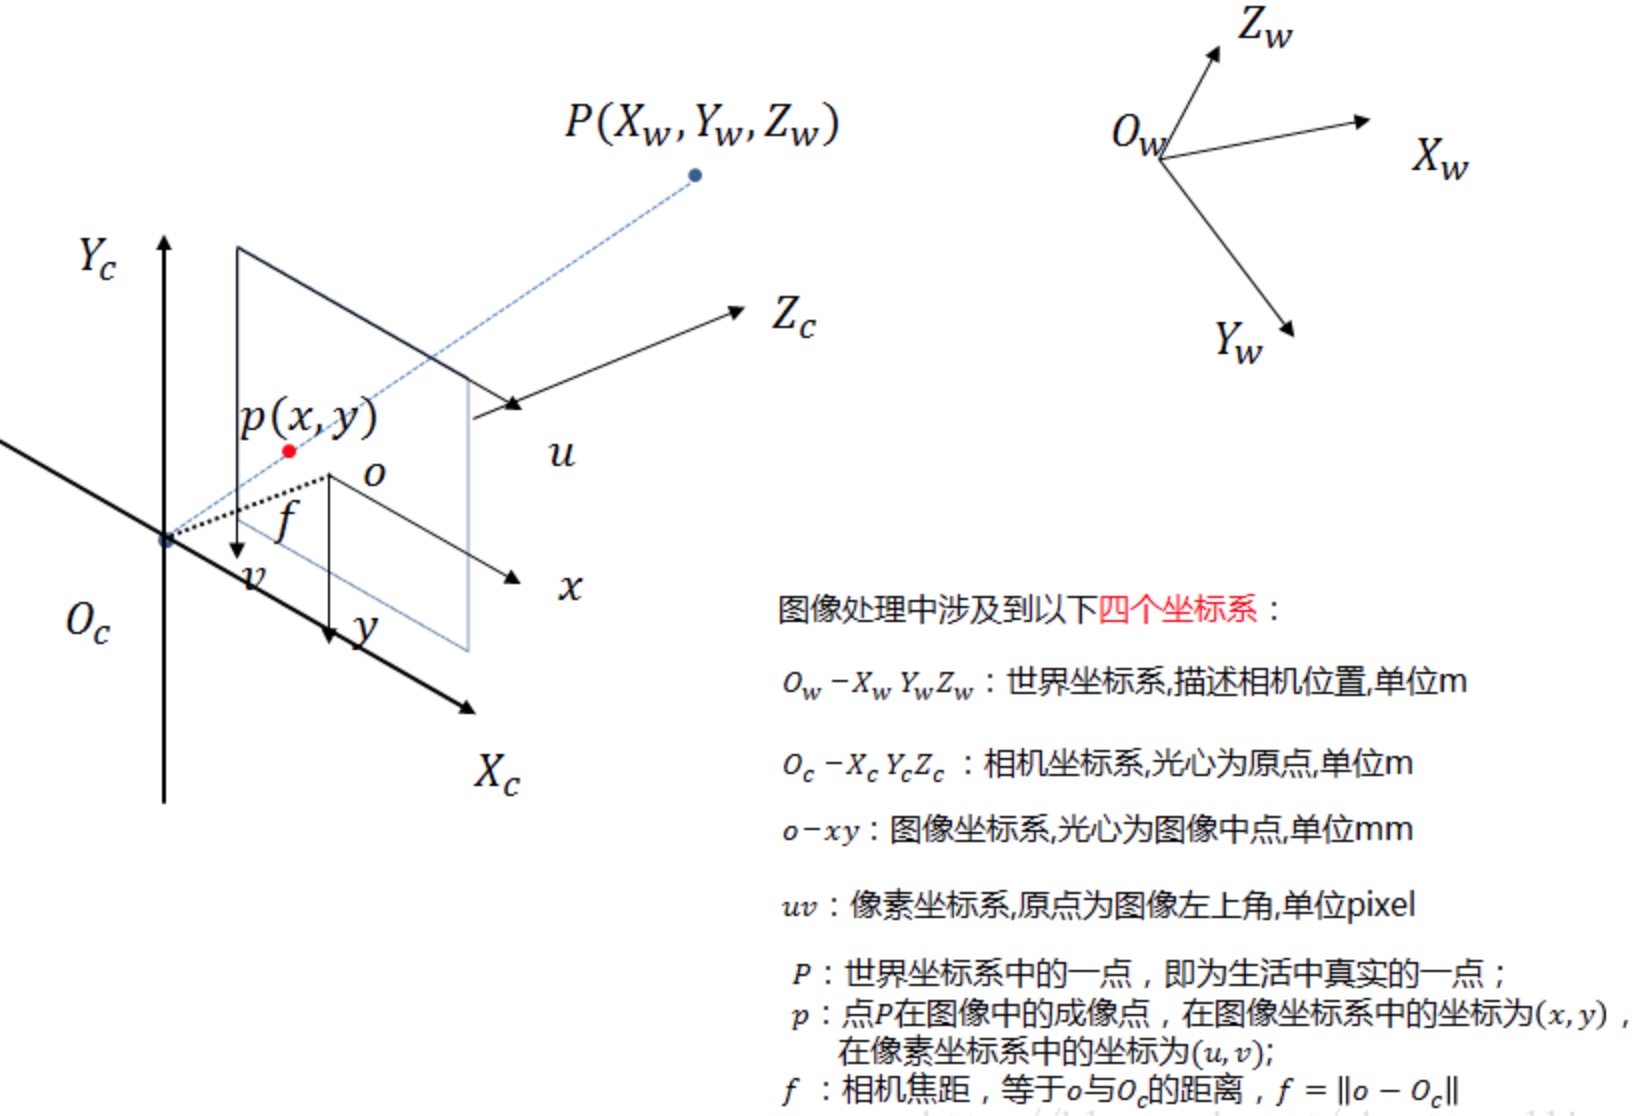 Z_w
P(X_w, Y_w, Z_w)
O_w
X_w
Y_c
Z_c
Y_w
p(x, y)
u
o
f
v
x
O_c
y
X_c
图像处理中涉及到以下四个坐标系：
O_w − X_w Y_w Z_w：世界坐标系,描述相机位置,单位m
O_c − X_c Y_c Z_c：相机坐标系,光心为原点,单位m
o − xy：图像坐标系,光心为图像中点,单位mm
uv：像素坐标系,原点为图像左上角,单位pixel
P：世界坐标系中的一点，即为生活中真实的一点；
p：点P在图像中的成像点，在图像坐标系中的坐标为(x, y)，
在像素坐标系中的坐标为(u, v);
f：相机焦距，等于o与O_c的距离，f = ‖o − O_c‖